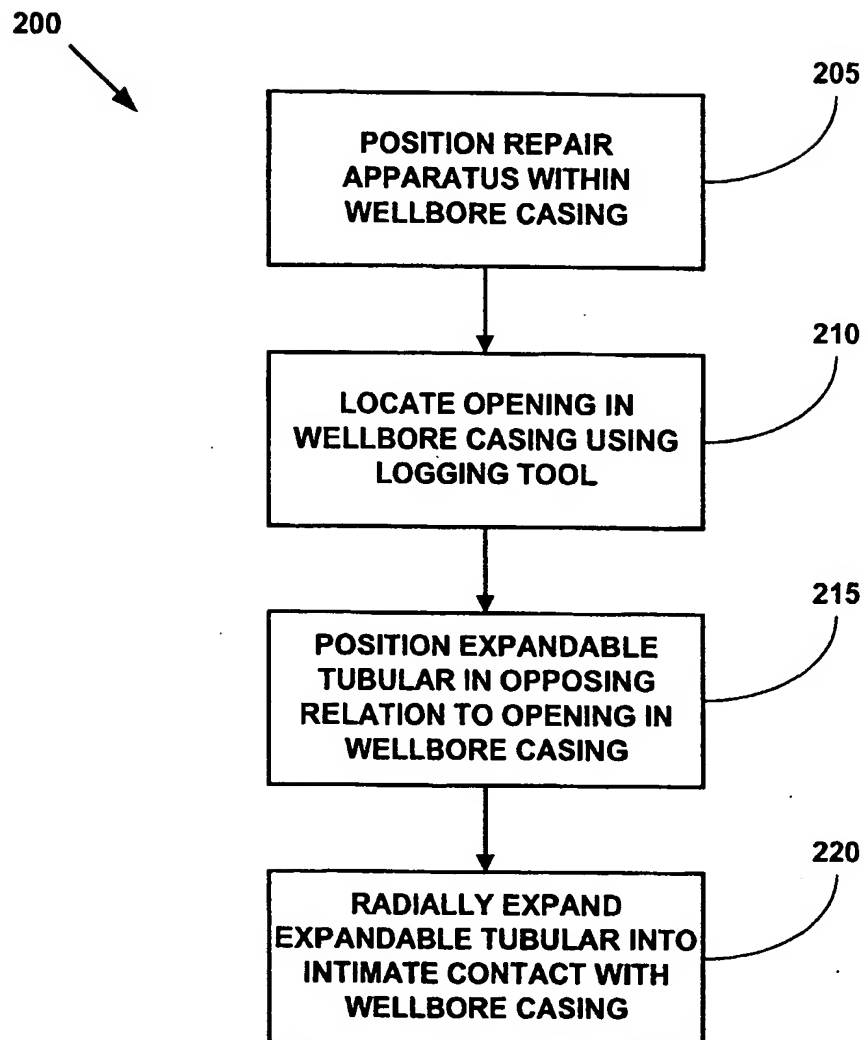 200
205
POSITION REPAIR
APPARATUS WITHIN
WELLBORE CASING
210
LOCATE OPENING IN
WELLBORE CASING USING
LOGGING TOOL
215
POSITION EXPANDABLE
TUBULAR IN OPPOSING
RELATION TO OPENING IN
WELLBORE CASING
220
RADIALLY EXPAND
EXPANDABLE TUBULAR INTO
INTIMATE CONTACT WITH
WELLBORE CASING